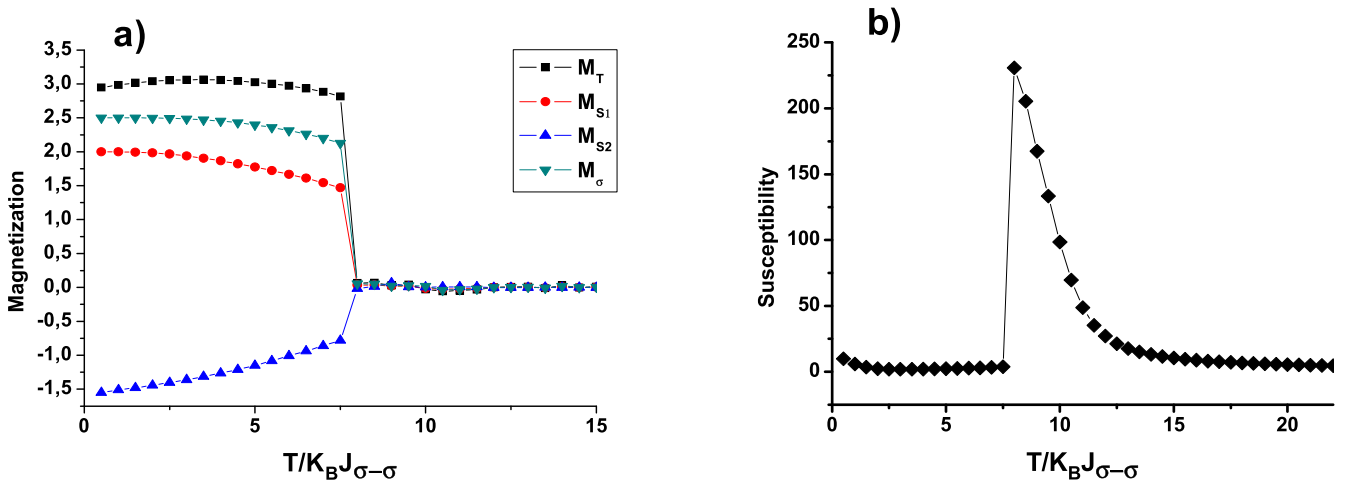 a)
3,5
3,0
2,5
2,0
1,5
1,0
0,5
0,0
-0,5
-1,0
-1,5
0 5 10 15
Magnetization
T/K_BJ_σ–σ
M_T
M_S1
M_S2
M_σ
b)
250
200
150
100
50
0
0 5 10 15 20
Susceptibility
T/K_BJ_σ–σ